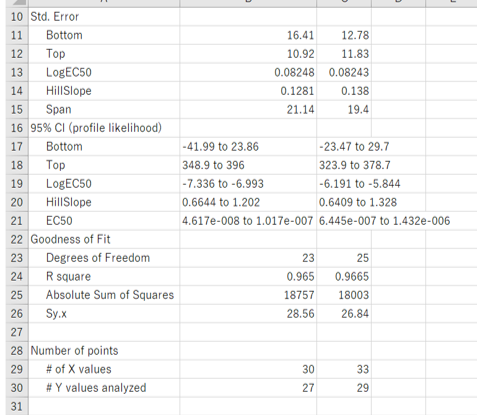 10 Std. Error
11 Bottom 16.41 12.78
12 Top 10.92 11.83
13 LogEC50 0.08248 0.08243
14 HillSlope 0.1281 0.138
15 Span 21.14 19.4
16 95% CI (profile likelihood)
17 Bottom -41.99 to 23.86 -23.47 to 29.7
18 Top 348.9 to 396 323.9 to 378.7
19 LogEC50 -7.336 to -6.993 -6.191 to -5.844
20 HillSlope 0.6644 to 1.202 0.6409 to 1.328
21 EC50 4.617e-008 to 1.017e-007 6.445e-007 to 1.432e-006
22 Goodness of Fit
23 Degrees of Freedom 23 25
24 R square 0.965 0.9665
25 Absolute Sum of Squares 18757 18003
26 Sy.x 28.56 26.84
27
28 Number of points
29 # of X values 30 33
30 # Y values analyzed 27 29
31